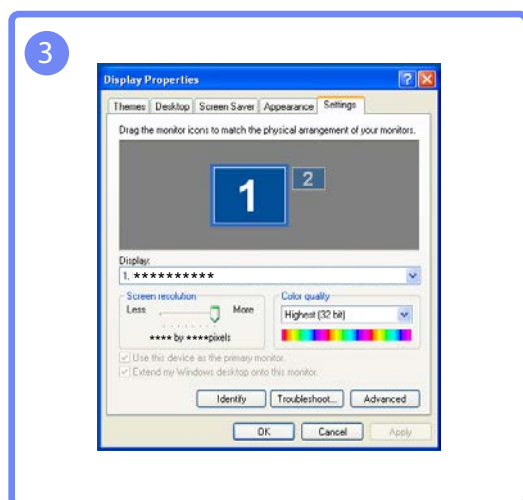 3
Display Properties
Themes Desktop Screen Saver Appearance Settings
Drag the monitor icons to match the physical arrangement of your monitors.
1 2
Display:
1. **********
Screen resolution Color quality
Less More Highest (32 bit)
**** by ****pixels
Use this device as the primary monitor.
Extend my Windows desktop onto this monitor.
Identify Troubleshoot... Advanced
OK Cancel Apply